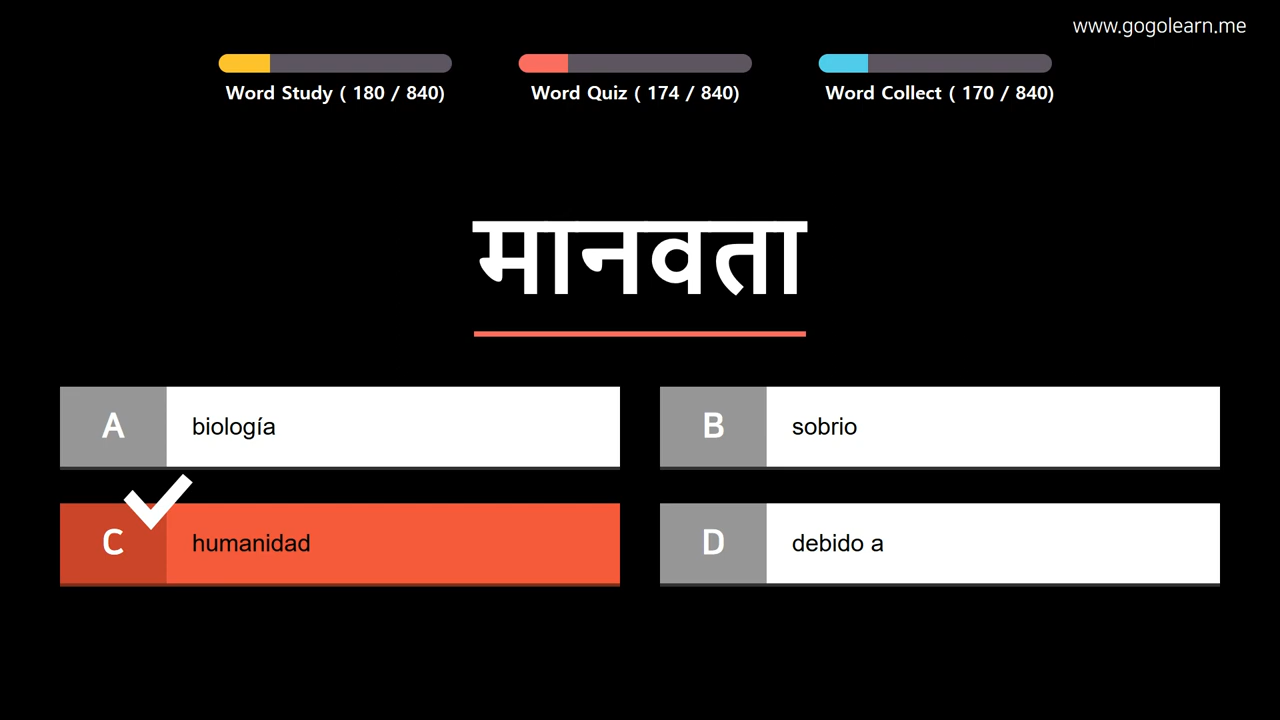 www.gogolearn.me
Word Study ( 180 / 840)
Word Quiz ( 174 / 840)
Word Collect ( 170 / 840)
मानवता
A biología
B sobrio
C humanidad
D debido a